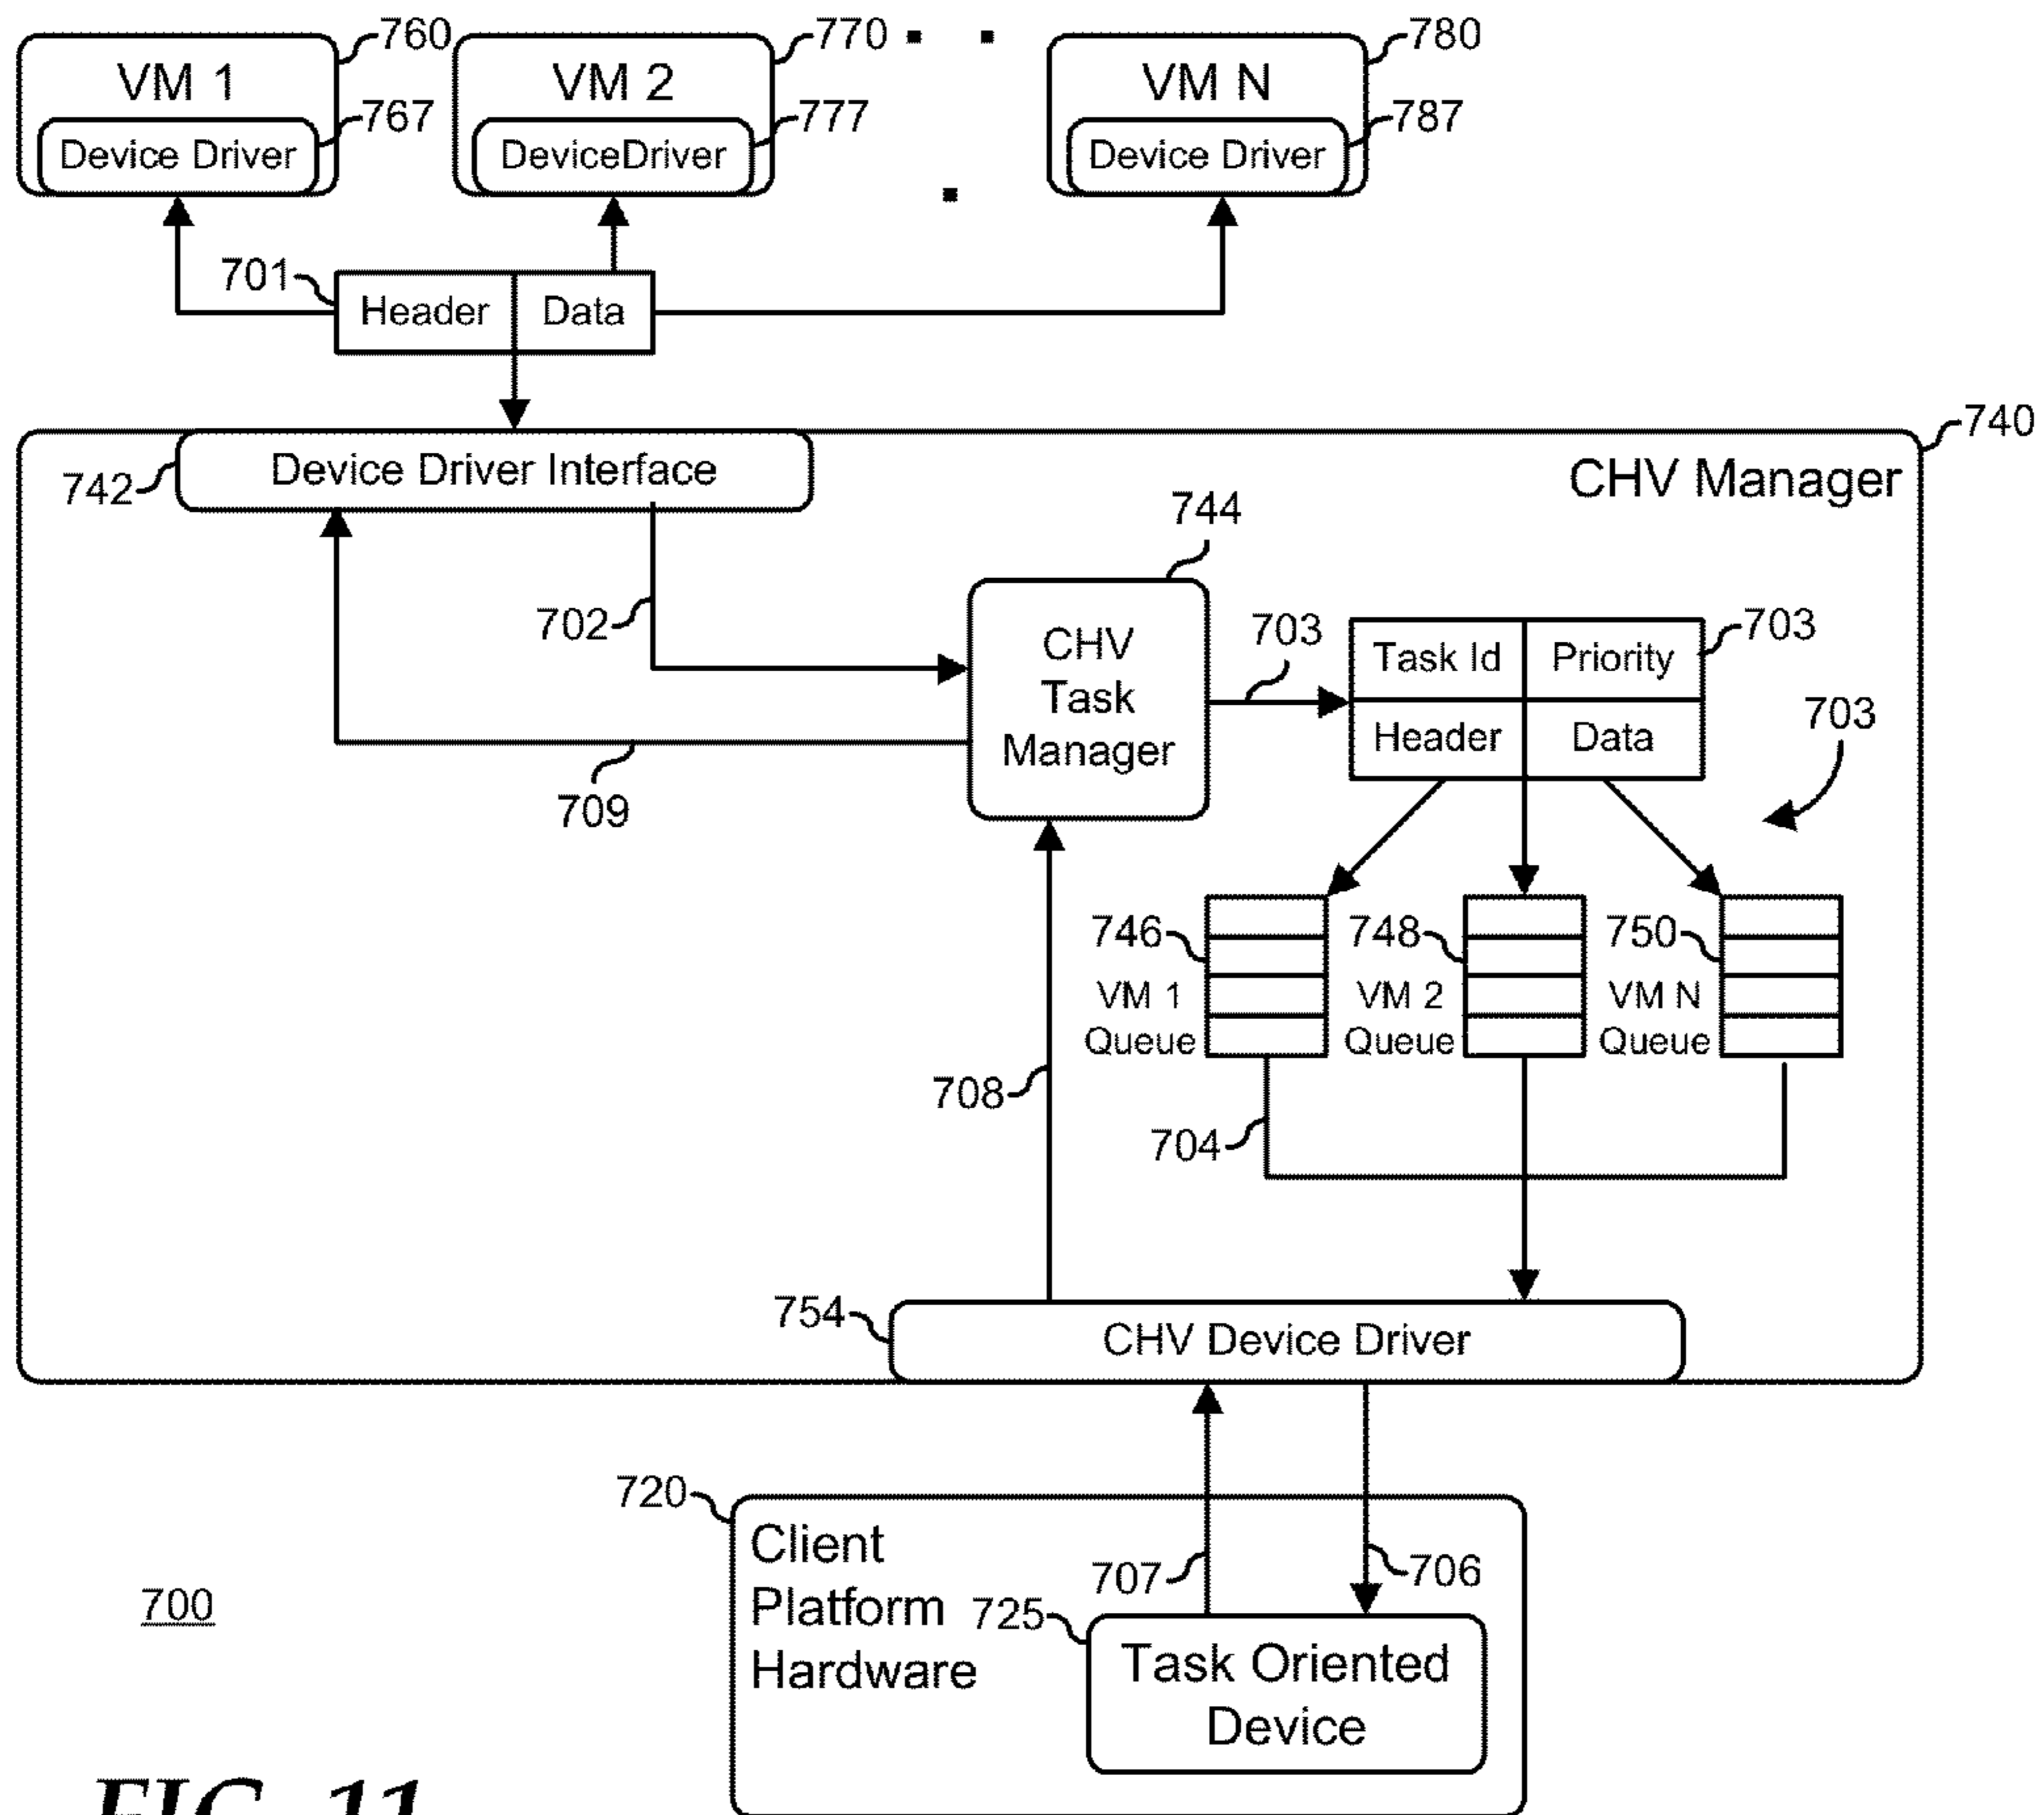 760
770
780
VM 1
VM 2
VM N
767
777
787
Device Driver
DeviceDriver
Device Driver
701
Header
Data
740
742
Device Driver Interface
CHV Manager
744
702
CHV
Task
Manager
703
Task Id
Priority
703
Header
Data
703
709
746
748
750
VM 1
Queue
VM 2
Queue
VM N
Queue
708
704
754
CHV Device Driver
720
Client
Platform
Hardware
707
706
725
Task Oriented
Device
700
FIG. 11